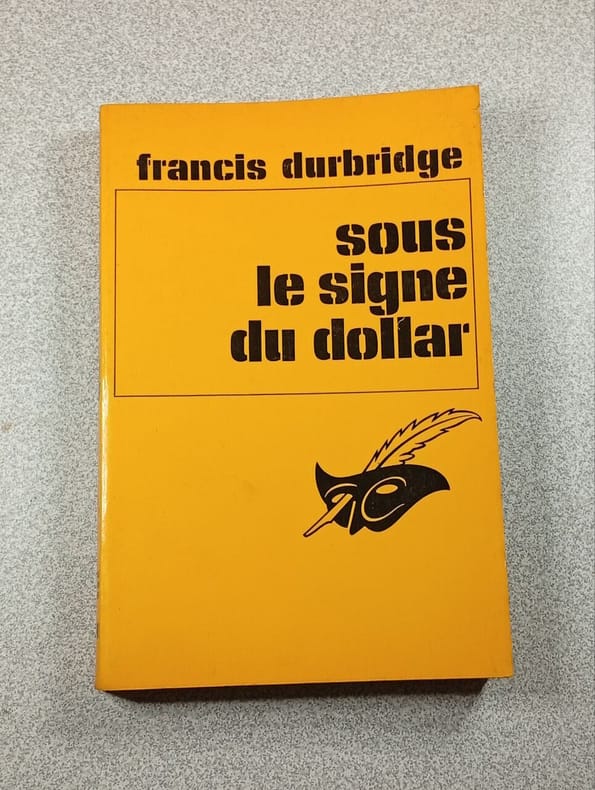 francis durbridge
sous
le signe
du dollar